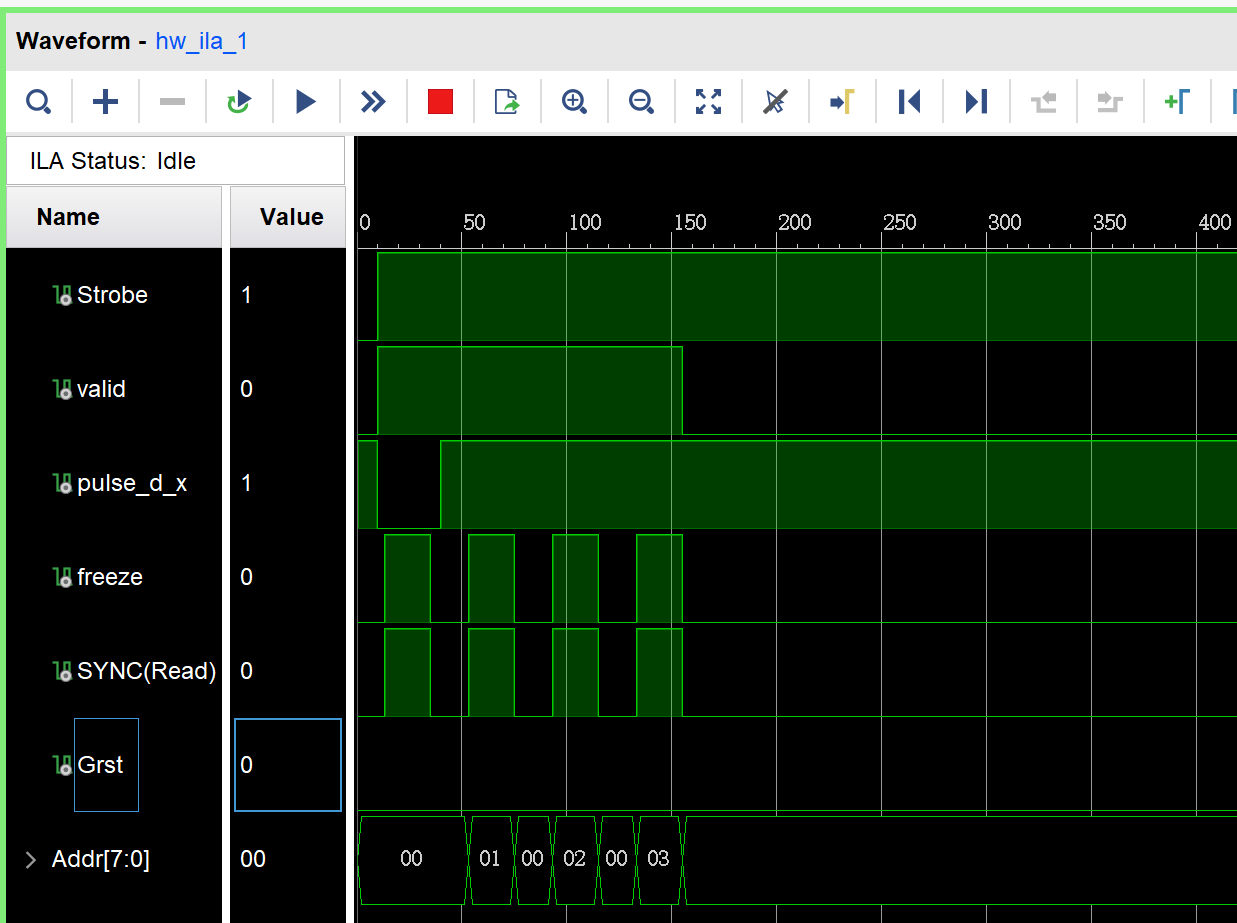 Waveform - hw_ila_1
ILA Status: Idle
Name Value
0 50 100 150 200 250 300 350 400
Strobe 1
valid 0
pulse_d_x 1
freeze 0
SYNC(Read) 0
Grst 0
Addr[7:0] 00 00 01 00 02 00 03